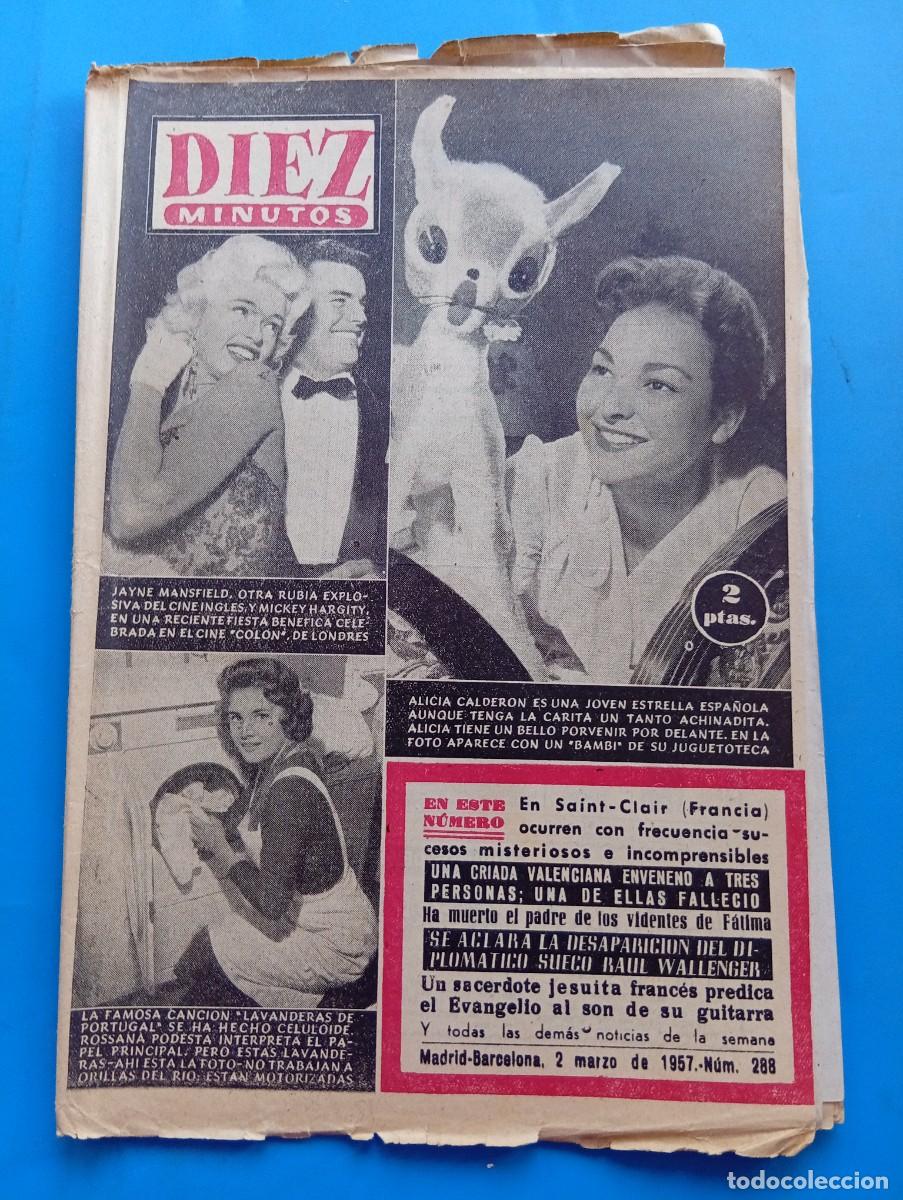 DIEZ
MINUTOS
JAYNE MANSFIELD, OTRA RUBIA EXPLO-
SIVA DEL CINE INGLES, Y MICKEY HARGITY,
EN UNA RECIENTE FIESTA BENEFICA CELE-
BRADA EN EL CINE "COLON", DE LONDRES
2
ptas.
ALICIA CALDERON ES UNA JOVEN ESTRELLA ESPAÑOLA
AUNQUE TENGA LA CARITA UN TANTO ACHINADITA.
ALICIA TIENE UN BELLO PORVENIR POR DELANTE. EN LA
FOTO APARECE CON UN "BAMBI" DE SU JUGUETOTECA
LA FAMOSA CANCION "LAVANDERAS DE
PORTUGAL" SE HA HECHO CELULOIDE.
ROSSANA PODESTA INTERPRETA EL PA-
PEL PRINCIPAL. PERO ESTAS LAVANDE-
RAS-AHI ESTA LA FOTO-NO TRABAJAN A
ORILLAS DEL RIO: ESTAN MOTORIZADAS
EN ESTE
NÚMERO
En Saint-Clair (Francia)
ocurren con frecuencia su-
cesos misteriosos e incomprensibles
UNA CRIADA VALENCIANA ENVENENO A TRES
PERSONAS; UNA DE ELLAS FALLECIO
Ha muerto el padre de los videntes de Fátima
SE ACLARA LA DESAPARICION DEL DI-
PLOMATICO SUECO RAUL WALLENGER
Un sacerdote jesuita francés predica
el Evangelio al son de su guitarra
Y todas las demás noticias de la semana
Madrid-Barcelona, 2 marzo de 1957.-Núm. 288
todocoleccion